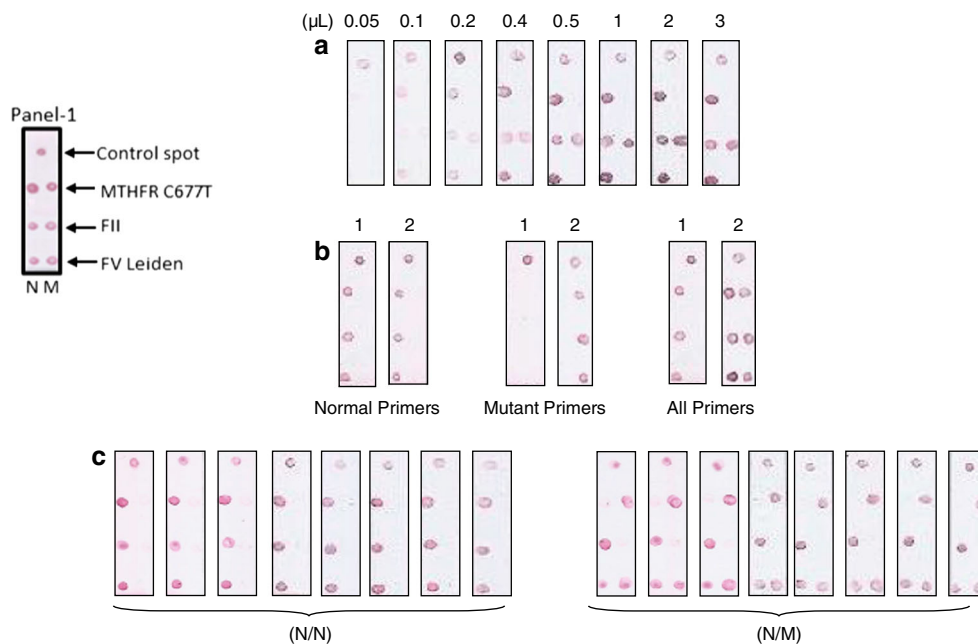 (µL) 0.05 0.1 0.2 0.4 0.5 1 2 3
a
Panel-1
Control spot
MTHFR C677T
FII
FV Leiden
N M
b
1 2 1 2 1 2
Normal Primers Mutant Primers All Primers
c
(N/N) (N/M)